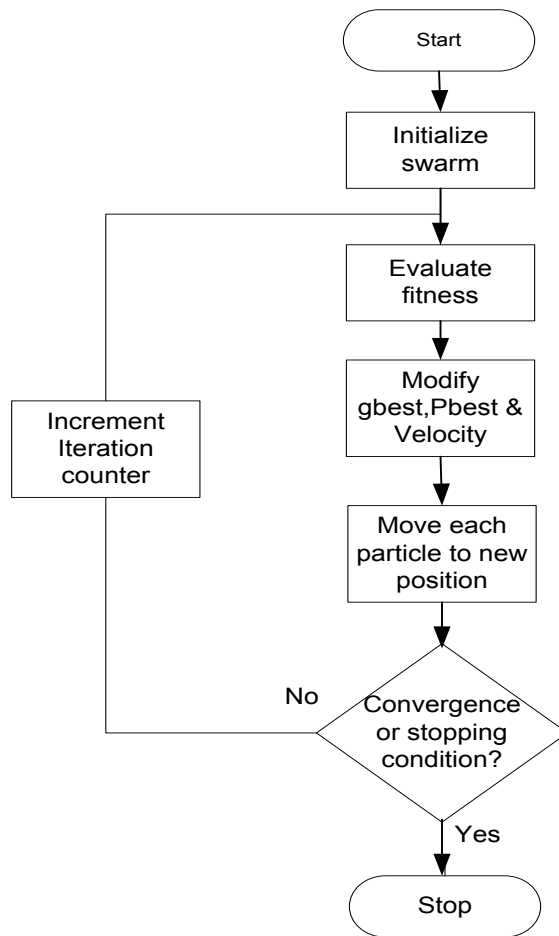 Start
Initialize
swarm
Evaluate
fitness
Modify
gbest,Pbest &
Velocity
Increment
Iteration
counter
Move each
particle to new
position
No
Convergence
or stopping
condition?
Yes
Stop